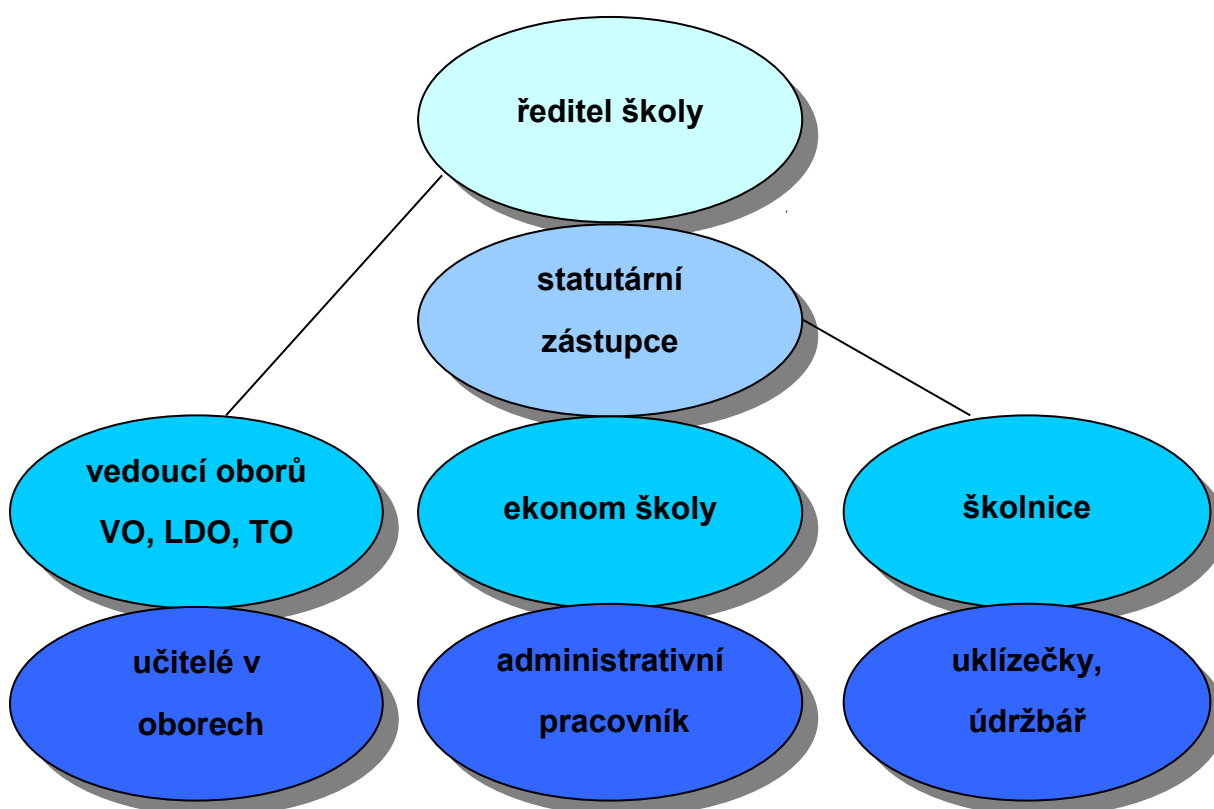 ředitel školy
statutární
zástupce
vedoucí oborů
VO, LDO, TO
ekonom školy
školnice
učitelé v
oborech
administrativní
pracovník
uklízečky,
údržbář